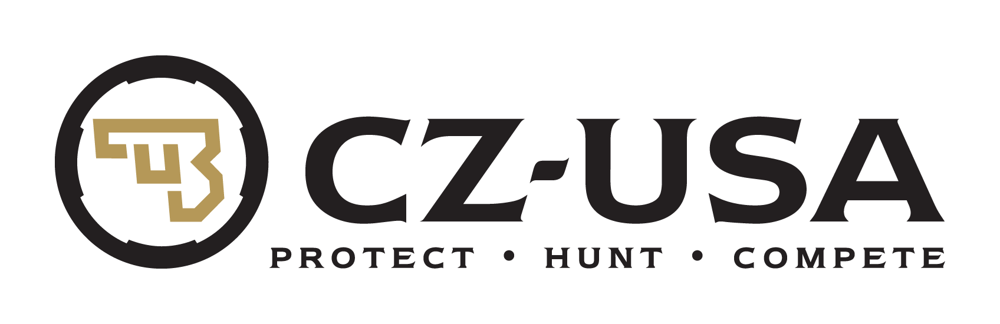 CZ-USA
PROTECT • HUNT • COMPETE